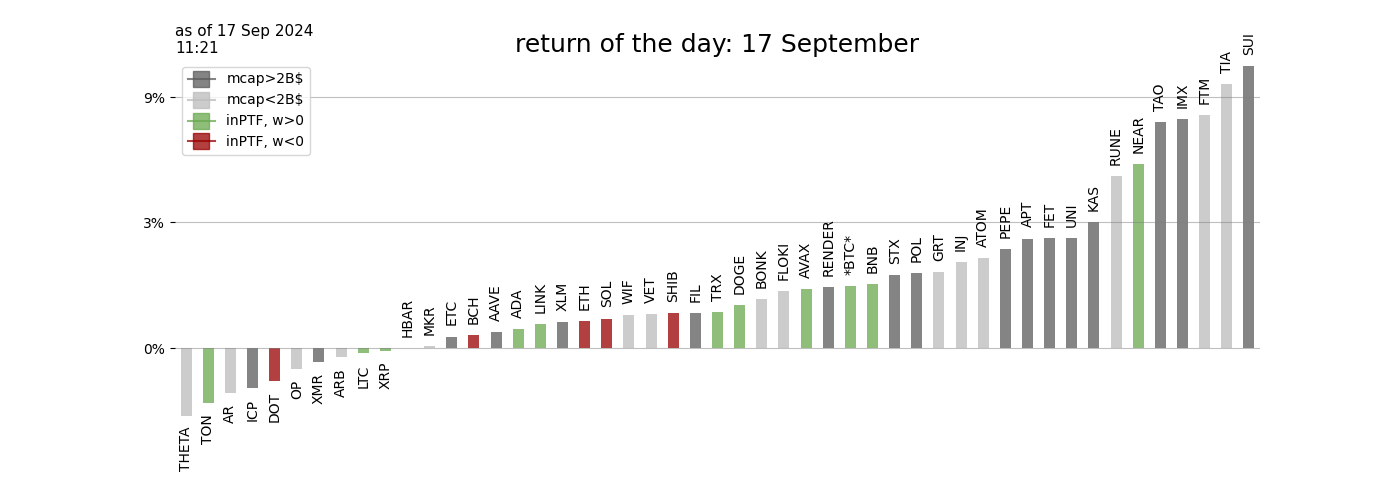 as of 17 Sep 2024
11:21
return of the day: 17 September
mcap>2B$
mcap<2B$
inPTF, w>0
inPTF, w<0
9%
3%
0%
THETA
TON
AR
ICP
DOT
OP
XMR
ARB
LTC
XRP
HBAR
MKR
ETC
BCH
AAVE
ADA
LINK
XLM
ETH
SOL
WIF
VET
SHIB
FIL
TRX
DOGE
BONK
FLOKI
AVAX
RENDER
*BTC*
BNB
STX
POL
GRT
INJ
ATOM
PEPE
APT
FET
UNI
KAS
RUNE
NEAR
TAO
IMX
FTM
TIA
SUI